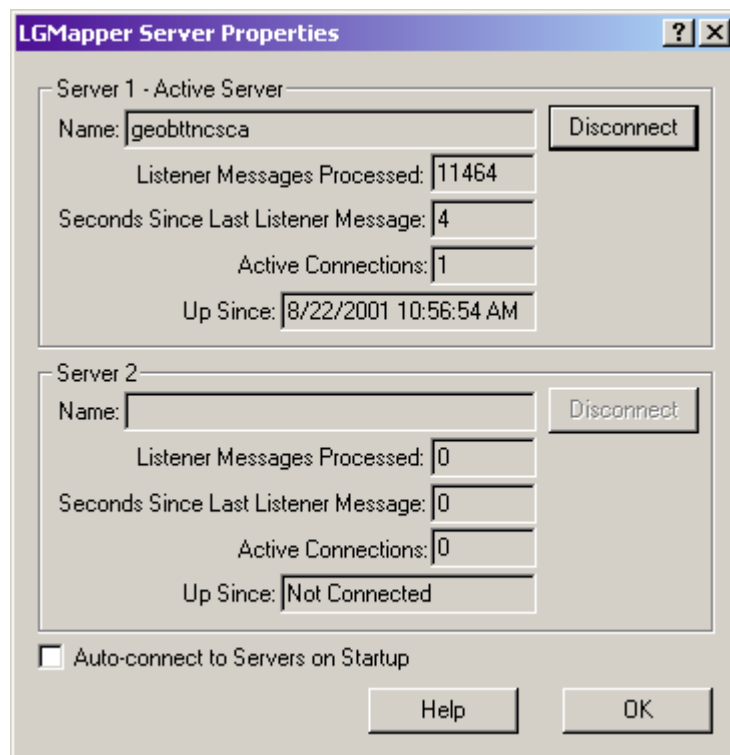 LGMapper Server Properties
Server 1 - Active Server
Name: geobttncsca
Disconnect
Listener Messages Processed: 11464
Seconds Since Last Listener Message: 4
Active Connections: 1
Up Since: 8/22/2001 10:56:54 AM
Server 2
Name:
Disconnect
Listener Messages Processed: 0
Seconds Since Last Listener Message: 0
Active Connections: 0
Up Since: Not Connected
Auto-connect to Servers on Startup
Help OK